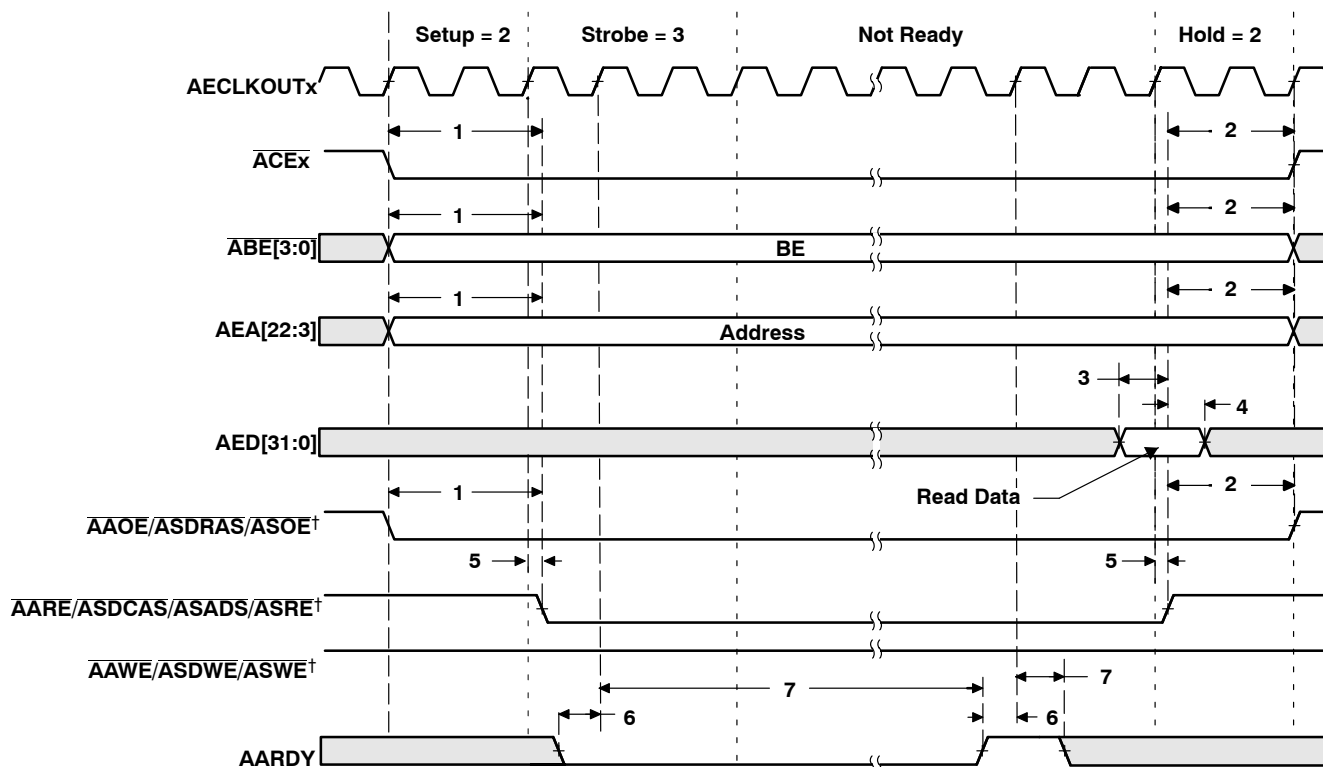 Setup = 2 Strobe = 3 Not Ready Hold = 2
AECLKOUTx
1 2
ACEx
1 2
ABE[3:0] BE
1 2
AEA[22:3] Address
3
4
AED[31:0]
1 Read Data 2
AAOE/ASDRAS/ASOE†
5 5
AARE/ASDCAS/ASADS/ASRE†
AAWE/ASDWE/ASWE†
7 7
6 6
AARDY